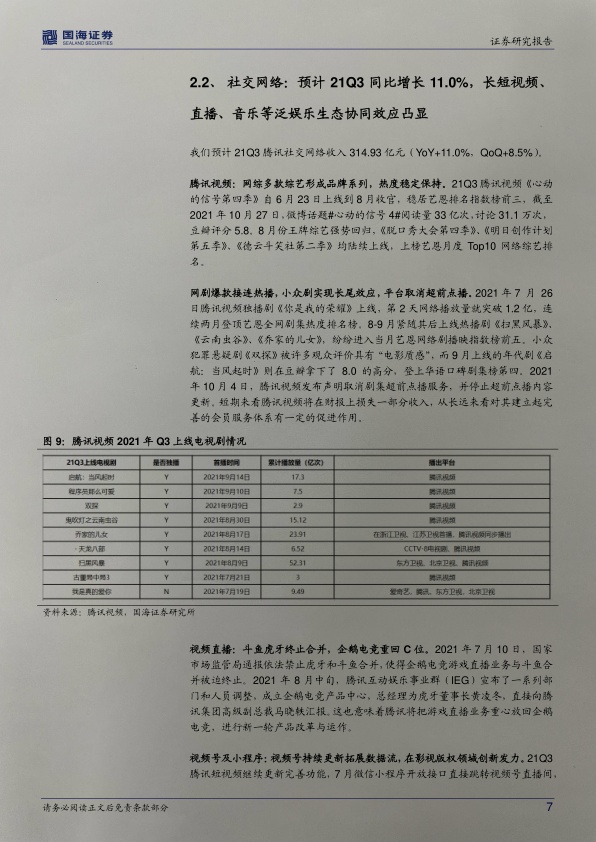 国海证券
SEALAND SECURITIES
证券研究报告
2.2、 社交网络：预计 21Q3 同比增长 11.0%，长短视频、
直播、音乐等泛娱乐生态协同效应凸显
我们预计 21Q3 腾讯社交网络收入 314.93 亿元（YoY+11.0%，QoQ+8.5%）。
腾讯视频：网综多款综艺形成品牌系列，热度稳定保持。21Q3 腾讯视频《心动
的信号第四季》自 6 月 23 日上线到 8 月收官，稳居艺恩排名指数榜前三，截至
2021 年 10 月 27 日，微博话题#心动的信号 4#阅读量 33 亿次，讨论 31.1 万次，
豆瓣评分 5.8。8 月份王牌综艺强势回归，《脱口秀大会第四季》、《明日创作计划
第五季》、《德云斗笑社第二季》均陆续上线，上榜艺恩月度 Top10 网络综艺排
名。
网剧爆款接连热播，小众剧实现长尾效应，平台取消超前点播。2021 年 7 月 26
日腾讯视频独播剧《你是我的荣耀》上线，第 2 天网络播放量就突破 1.2 亿，连
续两月登顶艺恩全网剧集热度排名榜。8-9 月紧随其后上线热播剧《扫黑风暴》、
《云南虫谷》、《乔家的儿女》，纷纷进入当月艺恩网络剧播映指数榜前五。小众
犯罪悬疑剧《双探》被许多观众评价具有“电影质感”，而 9 月上线的年代剧《启
航：当风起时》则在豆瓣拿下了 8.0 的高分，登上华语口碑剧集榜第四。2021
年 10 月 4 日，腾讯视频发布声明取消剧集超前点播服务，并停止超前点播内容
更新。短期来看腾讯视频将在财报上损失一部分收入，从长远来看对其建立起完
善的会员服务体系有一定的促进作用。
图 9：腾讯视频 2021 年 Q3 上线电视剧情况
21Q3上线电视剧 是否独播 首播时间 累计播放量（亿次） 播出平台
启航：当风起时 Y 2021年9月14日 17.3 腾讯视频
程序员那么可爱 Y 2021年9月10日 7.5 腾讯视频
双探 Y 2021年9月9日 2.9 腾讯视频
鬼吹灯之云南虫谷 Y 2021年8月30日 15.12 腾讯视频
乔家的儿女 Y 2021年8月17日 23.91 在浙江卫视、江苏卫视首播、腾讯视频同步播出
天龙八部 Y 2021年8月14日 6.52 CCTV-8电视剧、腾讯视频
扫黑风暴 Y 2021年8月9日 52.31 东方卫视、北京卫视、腾讯视频
古董局中局3 Y 2021年7月21日 3 腾讯视频
我是真的爱你 N 2021年7月19日 9.49 爱奇艺、腾讯、东方卫视、北京卫视
资料来源：腾讯视频，国海证券研究所
视频直播：斗鱼虎牙终止合并，企鹅电竞重回 C 位。2021 年 7 月 10 日，国家
市场监管局通报依法禁止虎牙和斗鱼合并，使得企鹅电竞游戏直播业务与斗鱼合
并被迫终止。2021 年 8 月中旬，腾讯互动娱乐事业群（IEG）宣布了一系列部
门和人员调整。成立企鹅电竞产品中心，总经理为虎牙董事长黄凌冬，直接向腾
讯集团高级副总裁马晓轶汇报。这也意味着腾讯将把游戏直播业务重心放回企鹅
电竞，进行新一轮产品改革与运作。
视频号及小程序：视频号持续更新拓展数据流，在影视版权领域创新发力。21Q3
腾讯短视频继续更新完善功能，7 月微信小程序开放接口直接跳转视频号直播间，
请务必阅读正文后免责条款部分
7